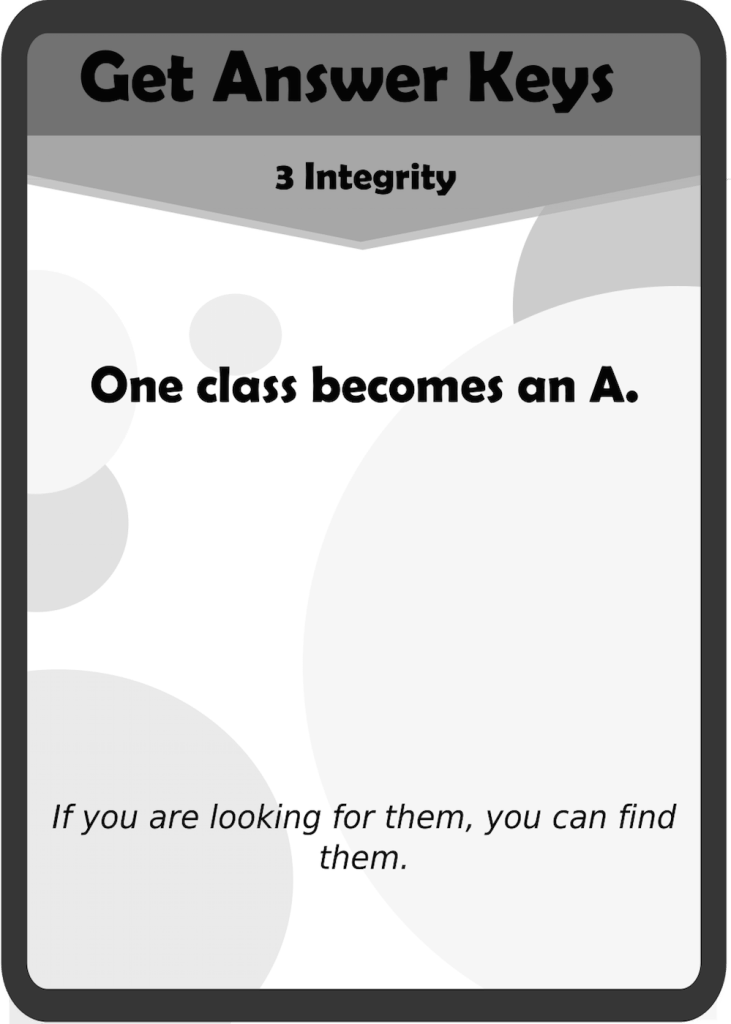 Get Answer Keys
3 Integrity
One class becomes an A.
If you are looking for them, you can find
them.